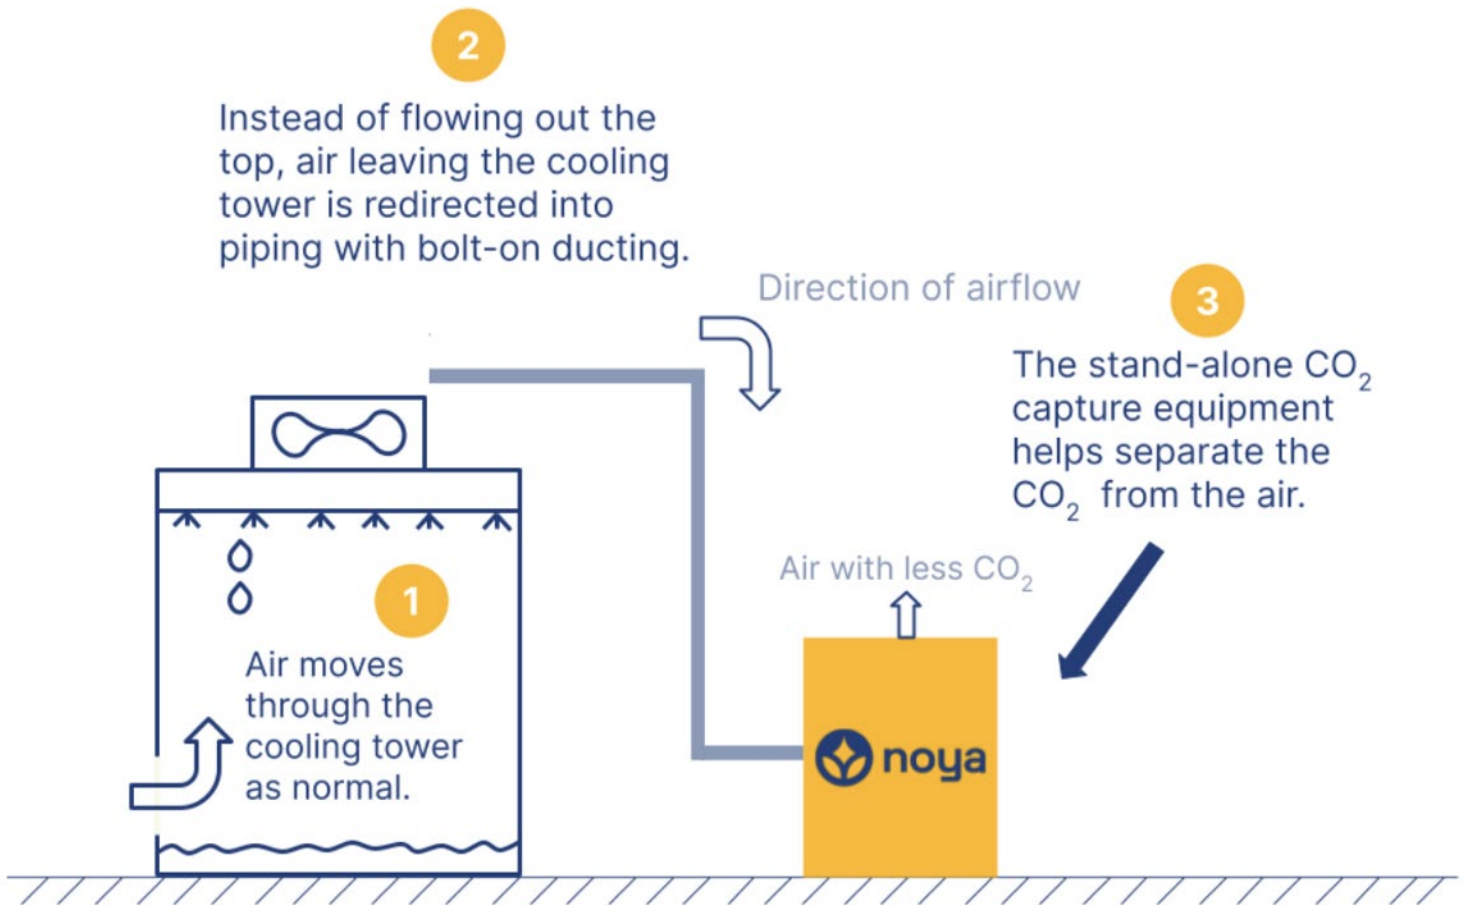 2
Instead of flowing out the
top, air leaving the cooling
tower is redirected into
piping with bolt-on ducting.
Direction of airflow
3
The stand-alone CO₂
capture equipment
helps separate the
CO₂ from the air.
Air with less CO₂
1
Air moves
through the
cooling tower
as normal.
noya